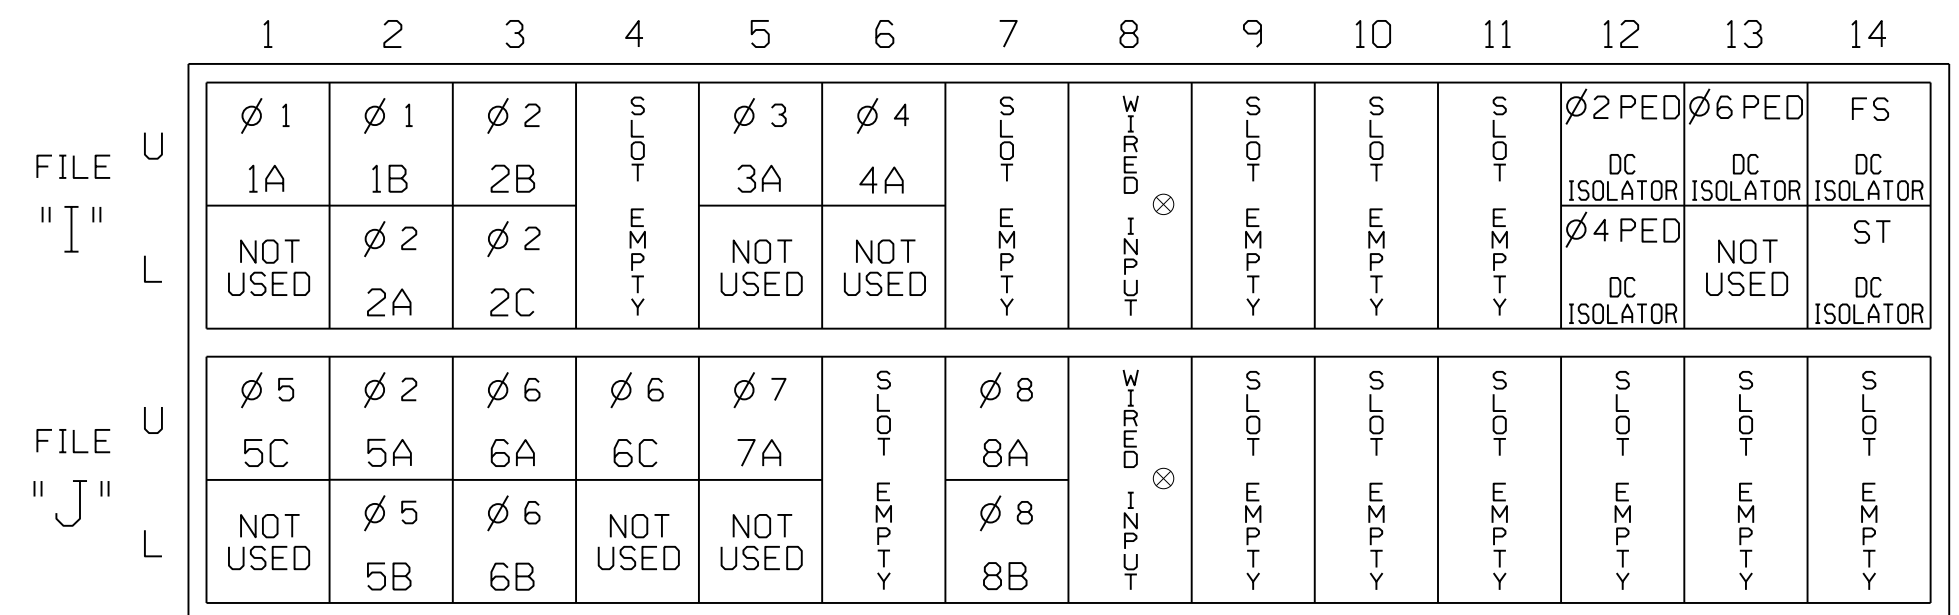 1 2 3 4 5 6 7 8 9 10 11 12 13 14
FILE "I"
U
Ø 1 1A
Ø 1 1B
Ø 2 2B
SLOT EMPTY
Ø 3 3A
Ø 4 4A
SLOT EMPTY
WIRED INPUT
SLOT EMPTY
SLOT EMPTY
SLOT EMPTY
Ø 2 PED DC ISOLATOR
Ø 6 PED DC ISOLATOR
FS DC ISOLATOR
L
NOT USED
Ø 2 2A
Ø 2 2C
NOT USED
NOT USED
Ø 4 PED DC ISOLATOR
NOT USED
ST DC ISOLATOR
FILE "J"
U
Ø 5 5C
Ø 2 5A
Ø 6 6A
Ø 6 6C
Ø 7 7A
SLOT EMPTY
Ø 8 8A
WIRED INPUT
SLOT EMPTY
SLOT EMPTY
SLOT EMPTY
SLOT EMPTY
SLOT EMPTY
SLOT EMPTY
L
NOT USED
Ø 5 5B
Ø 6 6B
NOT USED
NOT USED
Ø 8 8B